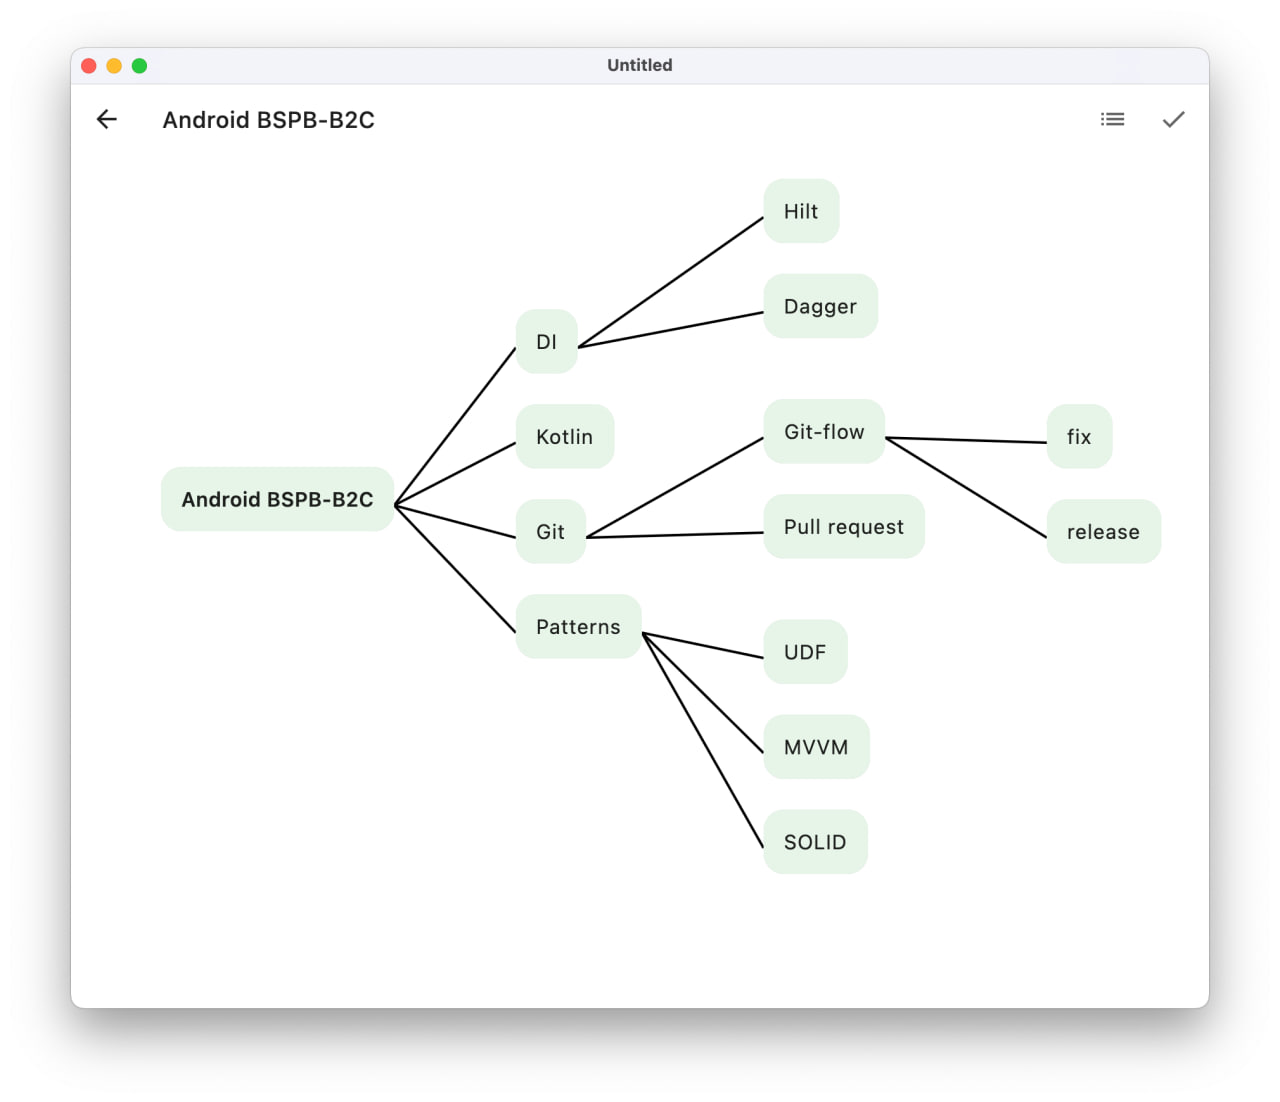 Untitled
Android BSPB-B2C
Hilt
Dagger
DI
Kotlin
Git-flow
fix
Android BSPB-B2C
Git
Pull request
release
Patterns
UDF
MVVM
SOLID